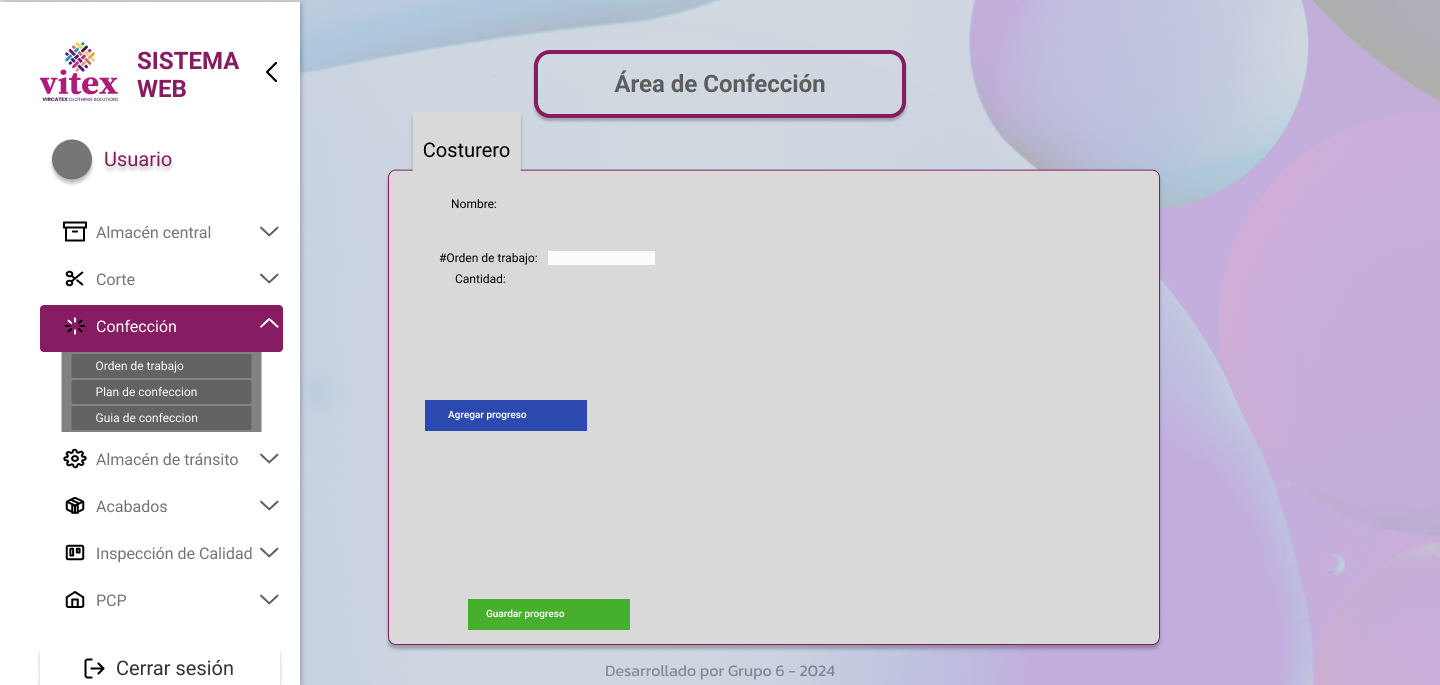 vitex
VIRCATEX CLOTHING SOLUTIONS
SISTEMA
WEB
Usuario
Almacén central
Corte
Confección
Orden de trabajo
Plan de confeccion
Guia de confeccion
Almacén de tránsito
Acabados
Inspección de Calidad
PCP
Cerrar sesión
Área de Confección
Costurero
Nombre:
#Orden de trabajo:
Cantidad:
Agregar progreso
Guardar progreso
Desarrollado por Grupo 6 - 2024